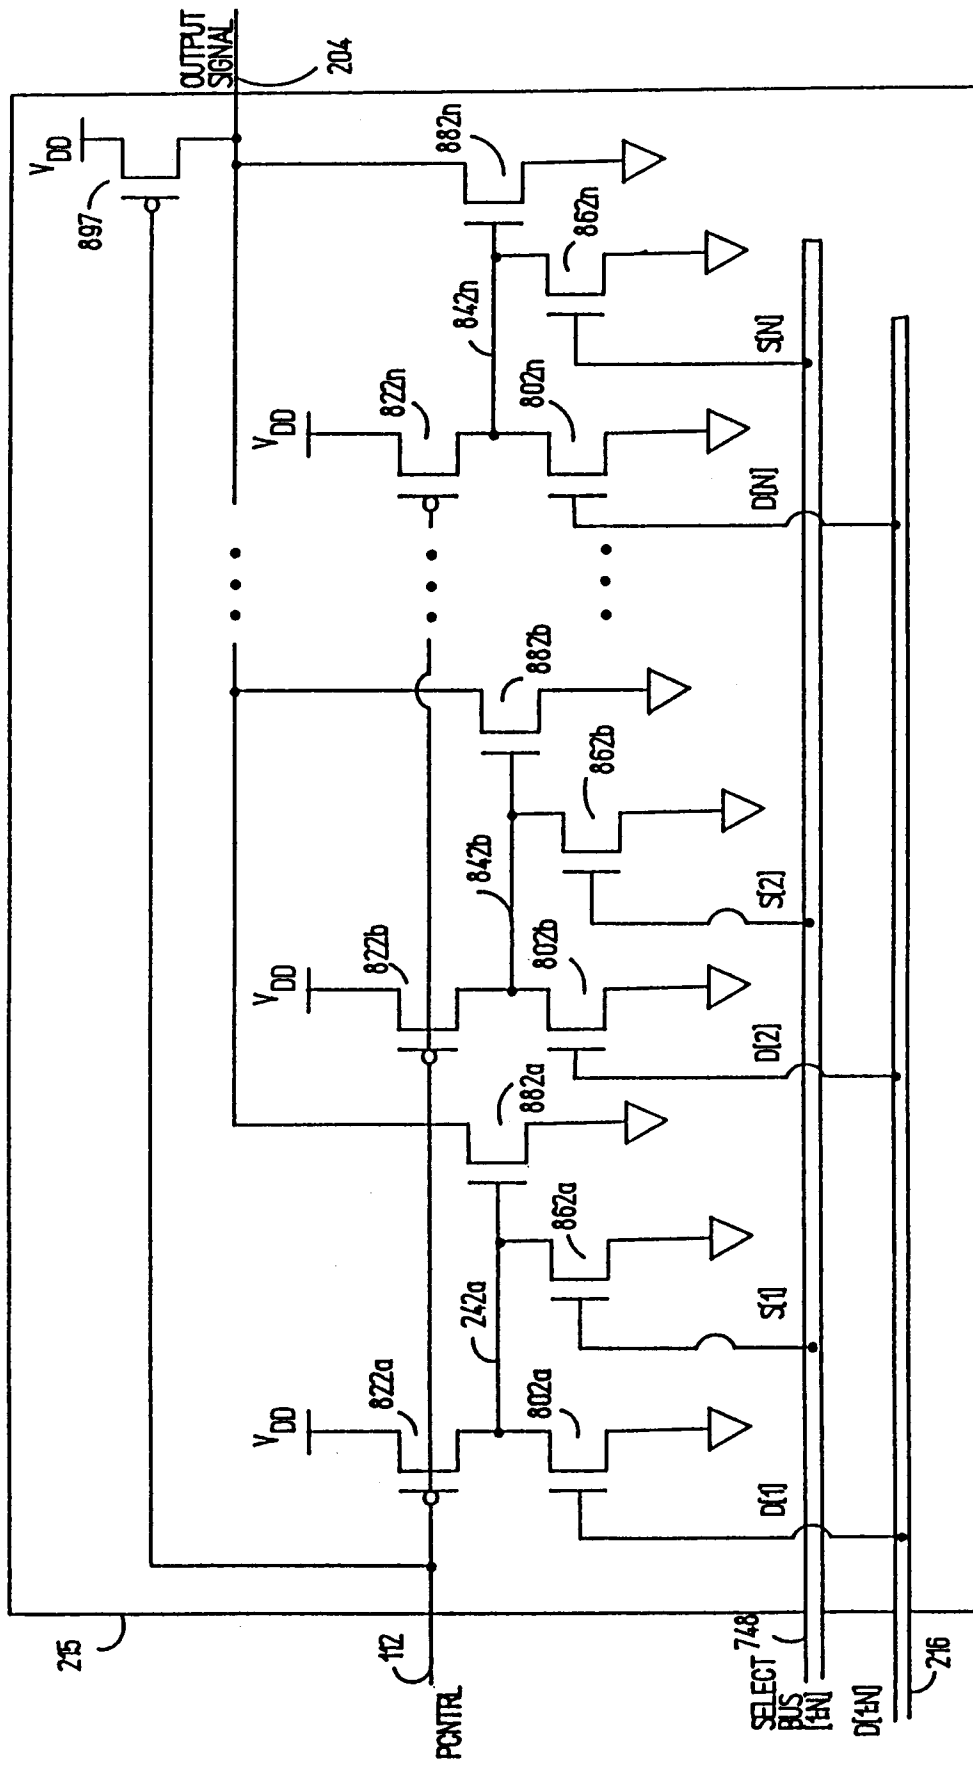 OUTPUT
SIGNAL
204
VDD
897
882n
862n
842n
S[N]
VDD
822n
802n
D[N]
882b
862b
842b
S[2]
VDD
822b
802b
D[2]
882a
862a
242a
S[1]
VDD
822a
802a
D[1]
215
112
PCNTRL
SELECT 748
BUS
[1:N]
D[1:N]
216